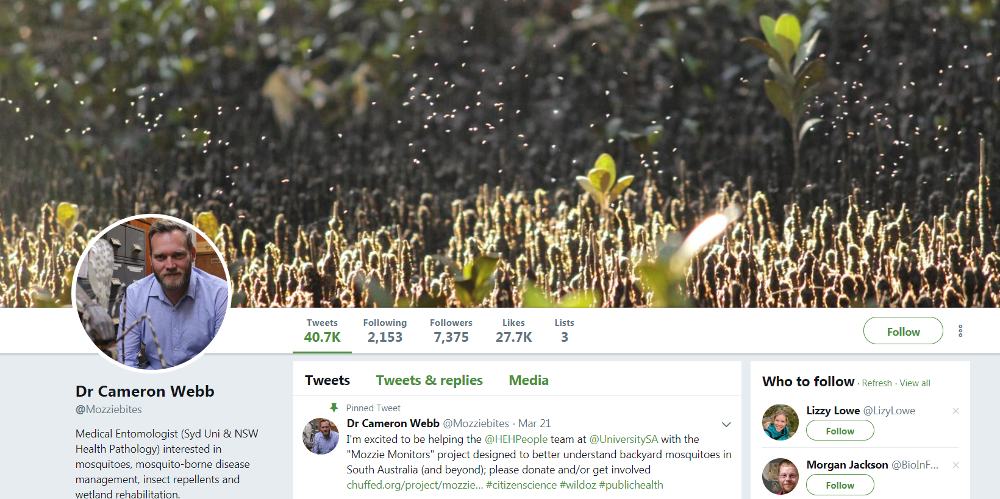 Tweets Following Followers Likes Lists
40.7K 2,153 7,375 27.7K 3
Follow
Dr Cameron Webb
@Mozziebites
Medical Entomologist (Syd Uni & NSW
Health Pathology) interested in
mosquitoes, mosquito-borne disease
management, insect repellents and
wetland rehabilitation.
Tweets Tweets & replies Media
Pinned Tweet
Dr Cameron Webb @Mozziebites · Mar 21
I'm excited to be helping the @HEHPeople team at @UniversitySA with the
"Mozzie Monitors" project designed to better understand backyard mosquitoes in
South Australia (and beyond); please donate and/or get involved
chuffed.org/project/mozzie... #citizenscience #wildoz #publichealth
Who to follow · Refresh · View all
Lizzy Lowe @LizyLowe
Follow
Morgan Jackson @BioInF...
Follow